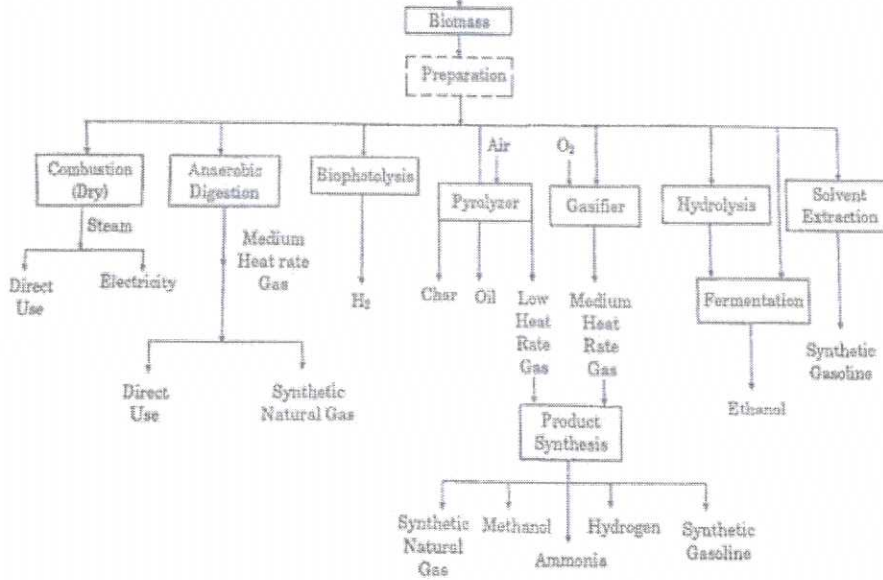 Biomass
Preparation
Air
O₂
Combustion
(Dry)
Anaerobic
Digestion
Biophotolysis
Pyrolyzer
Gasifier
Hydrolysis
Solvent
Extraction
Steam
Medium
Heat rate
Gas
Direct
Use
Electricity
H₂
Char
Oil
Low
Heat
Rate
Gas
Medium
Heat
Rate
Gas
Fermentation
Synthetic
Gasoline
Direct
Use
Synthetic
Natural Gas
Ethanol
Product
Synthesis
Synthetic
Natural
Gas
Methanol
Ammonia
Hydrogen
Synthetic
Gasoline